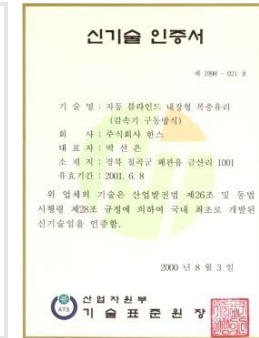 신기술 인증서
제 1998 - 021 호
기 술 명 : 자동 블라인드 내장형 복층유리
(감속기 구동방식)
회 사 : 주식회사 한스
대 표 자 : 박 선 은
소 재 지 : 경북 칠곡군 왜관읍 금산리 1001
유효기간 : 2001. 6. 8
위 업체의 기술은 산업발전법 제26조 및 동법
시행령 제28조 규정에 의하여 국내 최초로 개발된
신기술임을 인증함.
2000 년 8 월 3 일
ATS
산업자원부
기 술 표 준 원 장